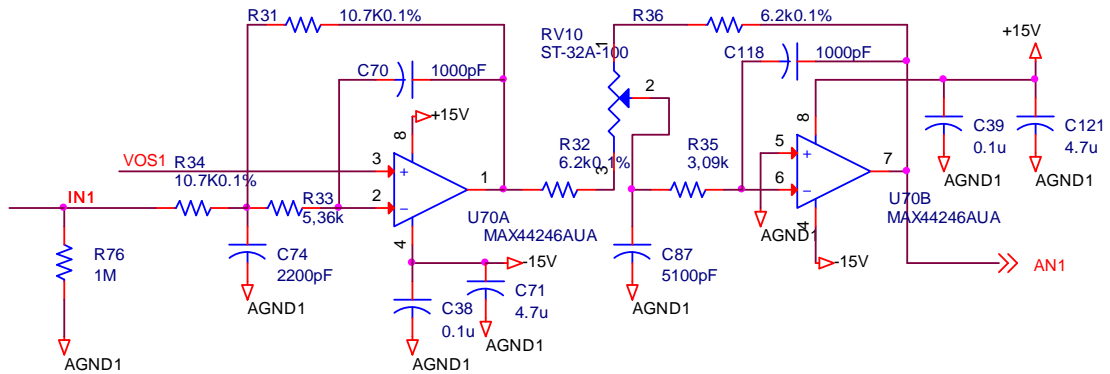 R31
10.7K0.1%
R36
6.2k0.1%
+15V
RV10
ST-32A-100
1
C70
1000pF
C118
1000pF
2
+15V
8
8
C39
0.1u
C121
4.7u
VOS1
R34
10.7K0.1%
3
+
R32
6.2k0.1%
3
R35
3,09k
5
+
7
AGND1
AGND1
IN1
R33
5,36k
2
-
1
6
-
U70A
MAX44246AUA
U70B
MAX44246AUA
AGND1
R76
1M
C74
2200pF
4
-15V
C87
5100pF
4
-15V
AN1
AGND1
C38
0.1u
C71
4.7u
AGND1
AGND1
AGND1
AGND1